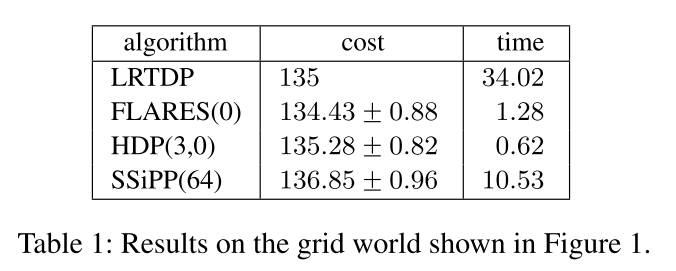 algorithm cost time
LRTDP 135 34.02
FLARES(0) 134.43 ± 0.88 1.28
HDP(3,0) 135.28 ± 0.82 0.62
SSiPP(64) 136.85 ± 0.96 10.53
Table 1: Results on the grid world shown in Figure 1.